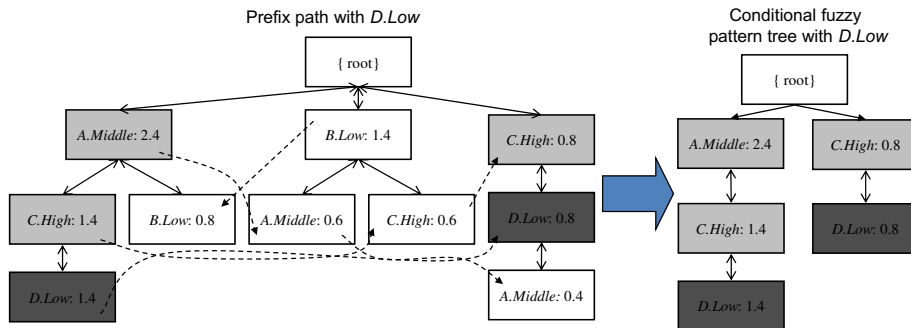 Prefix path with D.Low
{ root}
A.Middle: 2.4
B.Low: 1.4
C.High: 0.8
C.High: 1.4
B.Low: 0.8
A.Middle: 0.6
C.High: 0.6
D.Low: 0.8
D.Low: 1.4
A.Middle: 0.4
Conditional fuzzy
pattern tree with D.Low
{ root}
A.Middle: 2.4
C.High: 0.8
C.High: 1.4
D.Low: 0.8
D.Low: 1.4